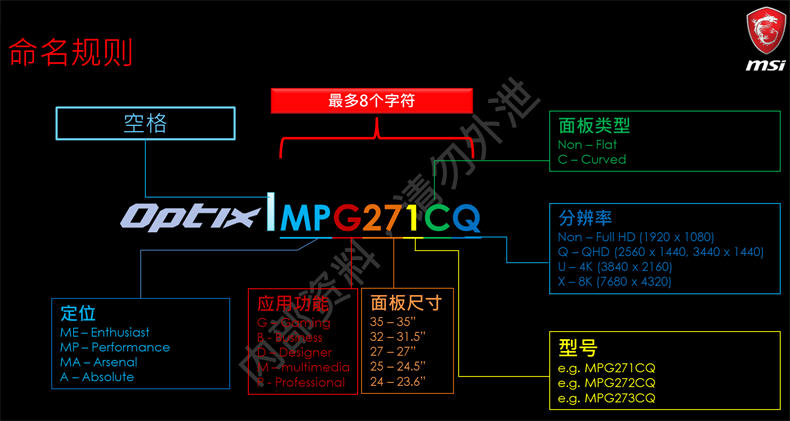 命名规则
msi
最多8个字符
空格
面板类型
Non – Flat
C – Curved
Optix MPG271CQ
分辨率
Non – Full HD (1920 x 1080)
Q – QHD (2560 x 1440, 3440 x 1440)
U – 4K (3840 x 2160)
X – 8K (7680 x 4320)
定位
ME – Enthusiast
MP – Performance
MA – Arsenal
A – Absolute
应用功能
G – Gaming
B - Business
D - Designer
M – multimedia
P - Professional
面板尺寸
35 – 35”
32 – 31.5”
27 – 27”
25 – 24.5”
24 – 23.6”
型号
e.g. MPG271CQ
e.g. MPG272CQ
e.g. MPG273CQ
内部资料，请勿外泄